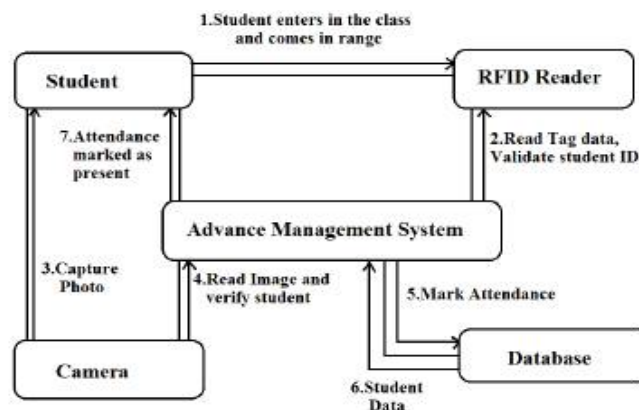 1.Student enters in the class
and comes in range
Student
RFID Reader
7.Attendance
marked as
present
2.Read Tag data,
Validate student ID
Advance Management System
3.Capture
Photo
4.Read Image and
verify student
5.Mark Attendance
Camera
Database
6.Student
Data